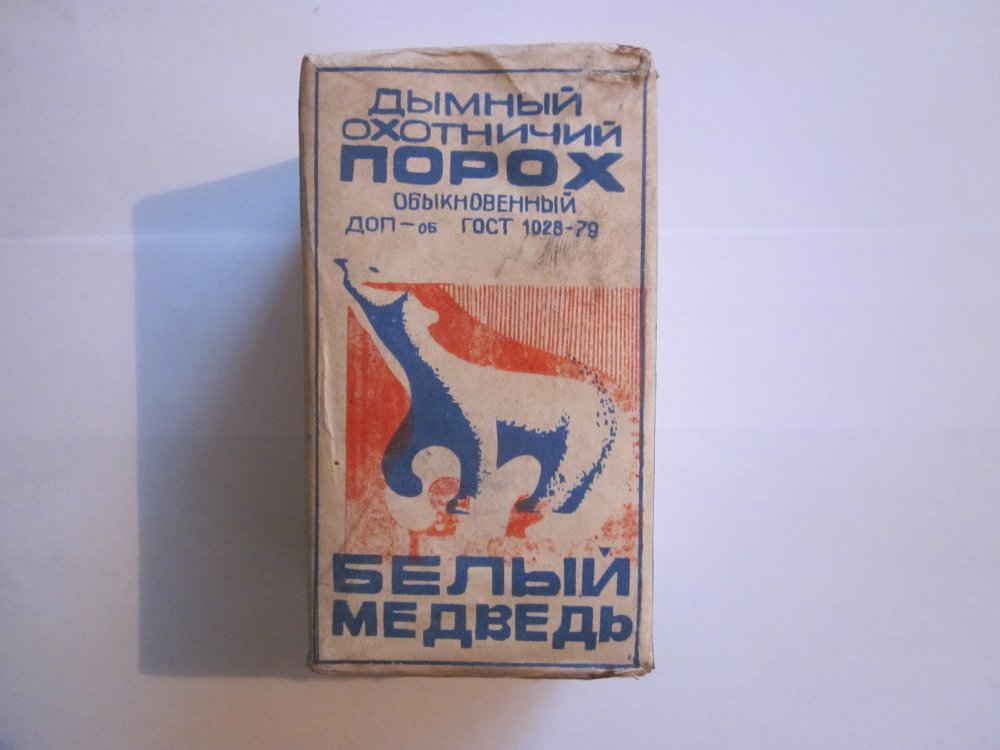 ДЫМНЫЙ
ОХОТНИЧИЙ
ПОРОХ
ОБЫКНОВЕННЫЙ
ДОП-ОБ ГОСТ 1028-79
БЕЛЫЙ
МЕДВЕДЬ